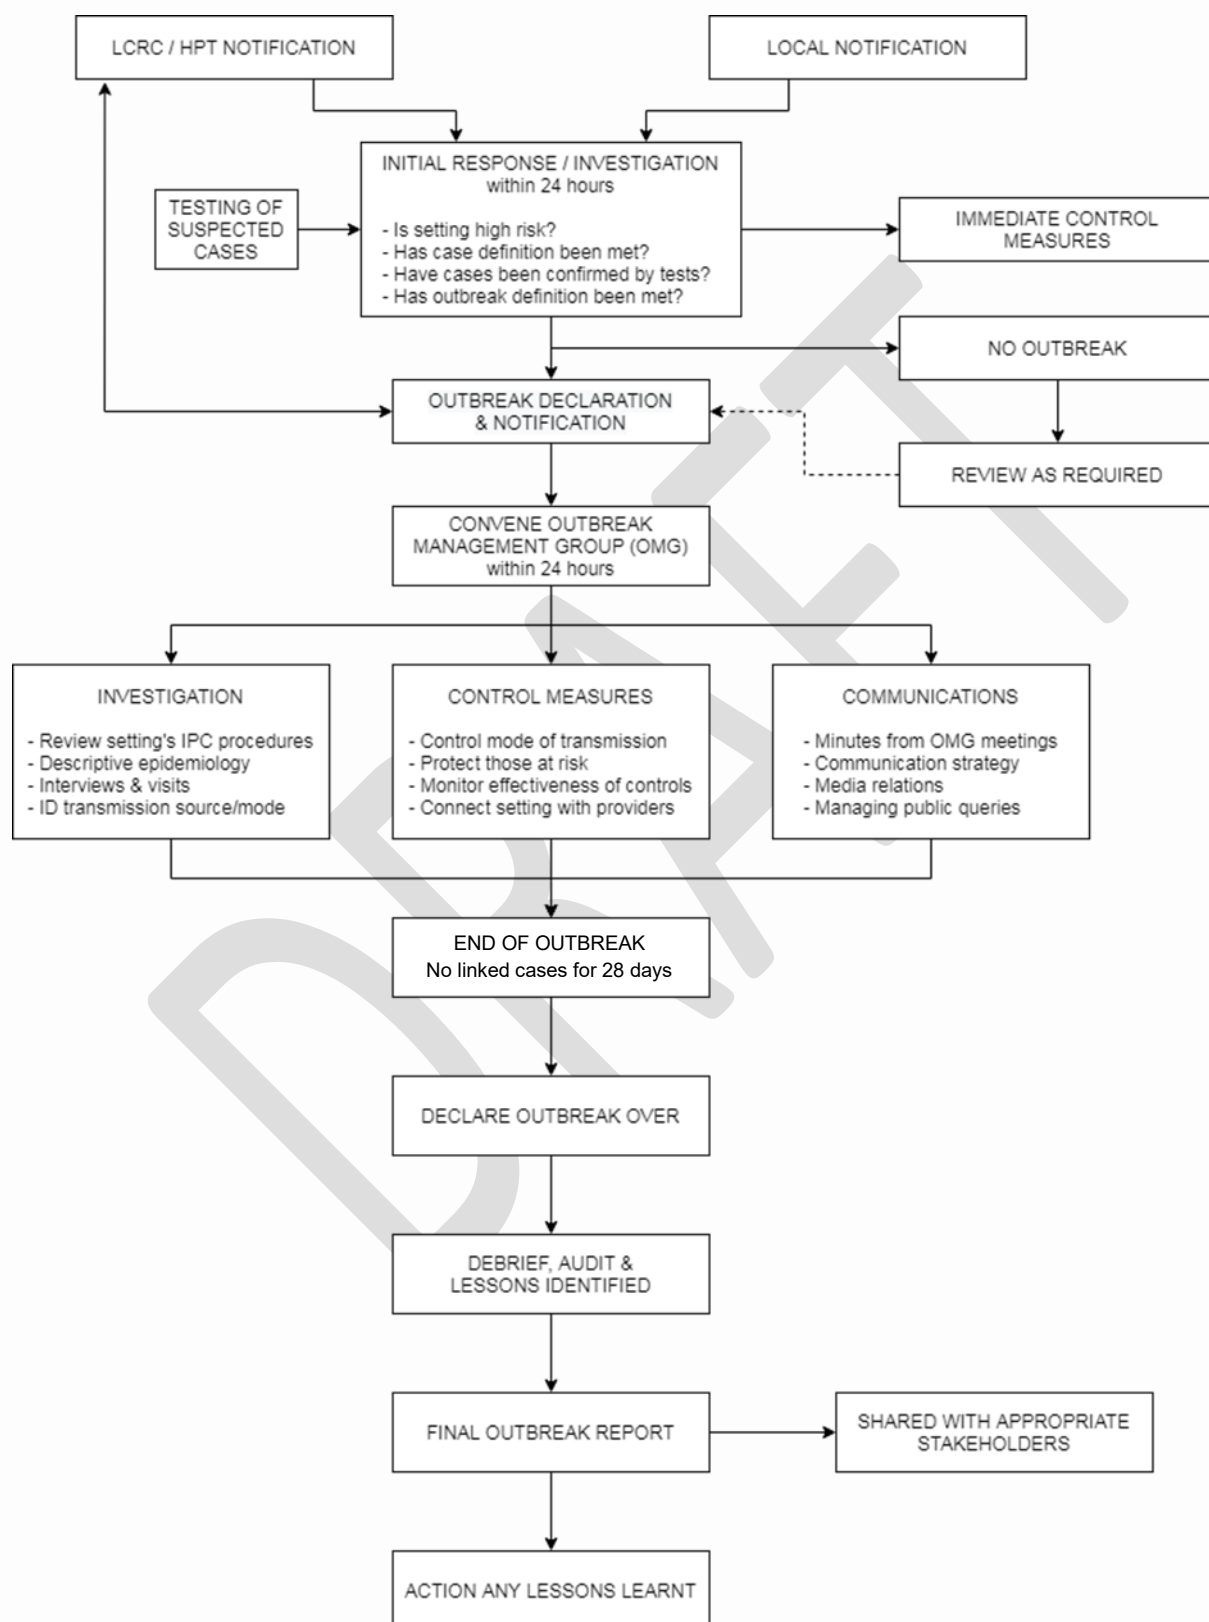 LCRC / HPT NOTIFICATION
LOCAL NOTIFICATION
INITIAL RESPONSE / INVESTIGATION
within 24 hours
- Is setting high risk?
- Has case definition been met?
- Have cases been confirmed by tests?
- Has outbreak definition been met?
TESTING OF
SUSPECTED
CASES
IMMEDIATE CONTROL
MEASURES
NO OUTBREAK
OUTBREAK DECLARATION
& NOTIFICATION
REVIEW AS REQUIRED
CONVENE OUTBREAK
MANAGEMENT GROUP (OMG)
within 24 hours
INVESTIGATION
- Review setting's IPC procedures
- Descriptive epidemiology
- Interviews & visits
- ID transmission source/mode
CONTROL MEASURES
- Control mode of transmission
- Protect those at risk
- Monitor effectiveness of controls
- Connect setting with providers
COMMUNICATIONS
- Minutes from OMG meetings
- Communication strategy
- Media relations
- Managing public queries
END OF OUTBREAK
No linked cases for 28 days
DECLARE OUTBREAK OVER
DEBRIEF, AUDIT &
LESSONS IDENTIFIED
FINAL OUTBREAK REPORT
SHARED WITH APPROPRIATE
STAKEHOLDERS
ACTION ANY LESSONS LEARNT
DRAFT